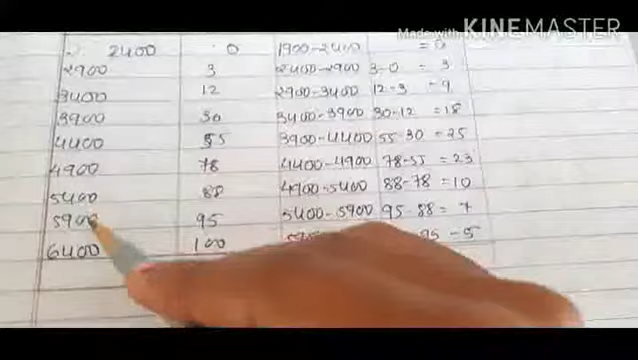 Made with KINEMASTER
2400 0 1900-2400 = 0
2900 3 2400-2900 3-0 = 3
3400 12 2900-3400 12-3 = 9
3900 30 3400-3900 30-12 = 18
4400 55 3900-4400 55-30 = 25
4900 78 4400-4900 78-55 = 23
5400 88 4900-5400 88-78 = 10
5900 95 5400-5900 95-88 = 7
6400 100 95 = 5